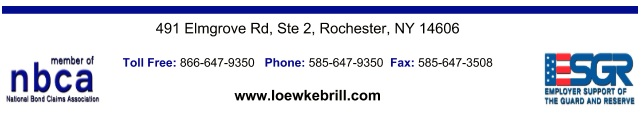 491 Elmgrove Rd, Ste 2, Rochester, NY 14606
member of
nbca
National Bond Claims Association
Toll Free: 866-647-9350 Phone: 585-647-9350 Fax: 585-647-3508
www.loewkebrill.com
ESGR
EMPLOYER SUPPORT OF
THE GUARD AND RESERVE